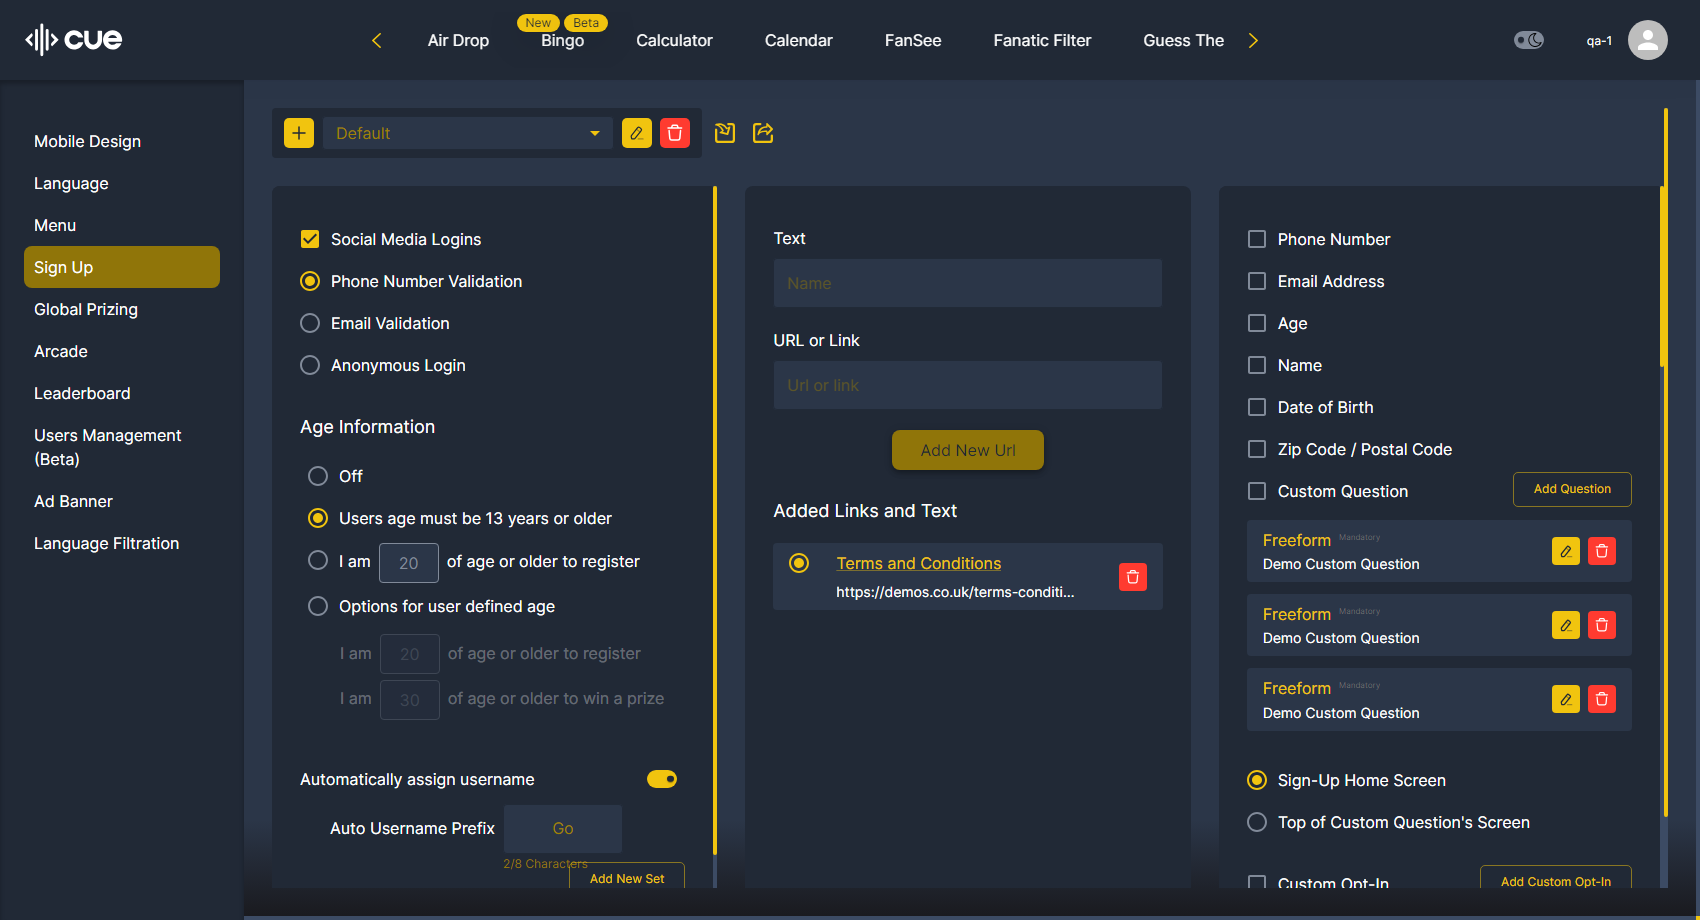 cue
Air Drop
New
Beta
Bingo
Calculator
Calendar
FanSee
Fanatic Filter
Guess The
qa-1
Mobile Design
Language
Menu
Sign Up
Global Prizing
Arcade
Leaderboard
Users Management
(Beta)
Ad Banner
Language Filtration
Default
Social Media Logins
Phone Number Validation
Email Validation
Anonymous Login
Age Information
Off
Users age must be 13 years or older
I am 20 of age or older to register
Options for user defined age
I am 20 of age or older to register
I am 30 of age or older to win a prize
Automatically assign username
Auto Username Prefix Go
2/8 Characters
Add New Set
Text
Name
URL or Link
Url or link
Add New Url
Added Links and Text
Terms and Conditions
https://demos.co.uk/terms-conditi...
Phone Number
Email Address
Age
Name
Date of Birth
Zip Code / Postal Code
Custom Question
Add Question
Freeform Mandatory
Demo Custom Question
Freeform Mandatory
Demo Custom Question
Freeform Mandatory
Demo Custom Question
Sign-Up Home Screen
Top of Custom Question's Screen
Custom Opt-In
Add Custom Opt-In